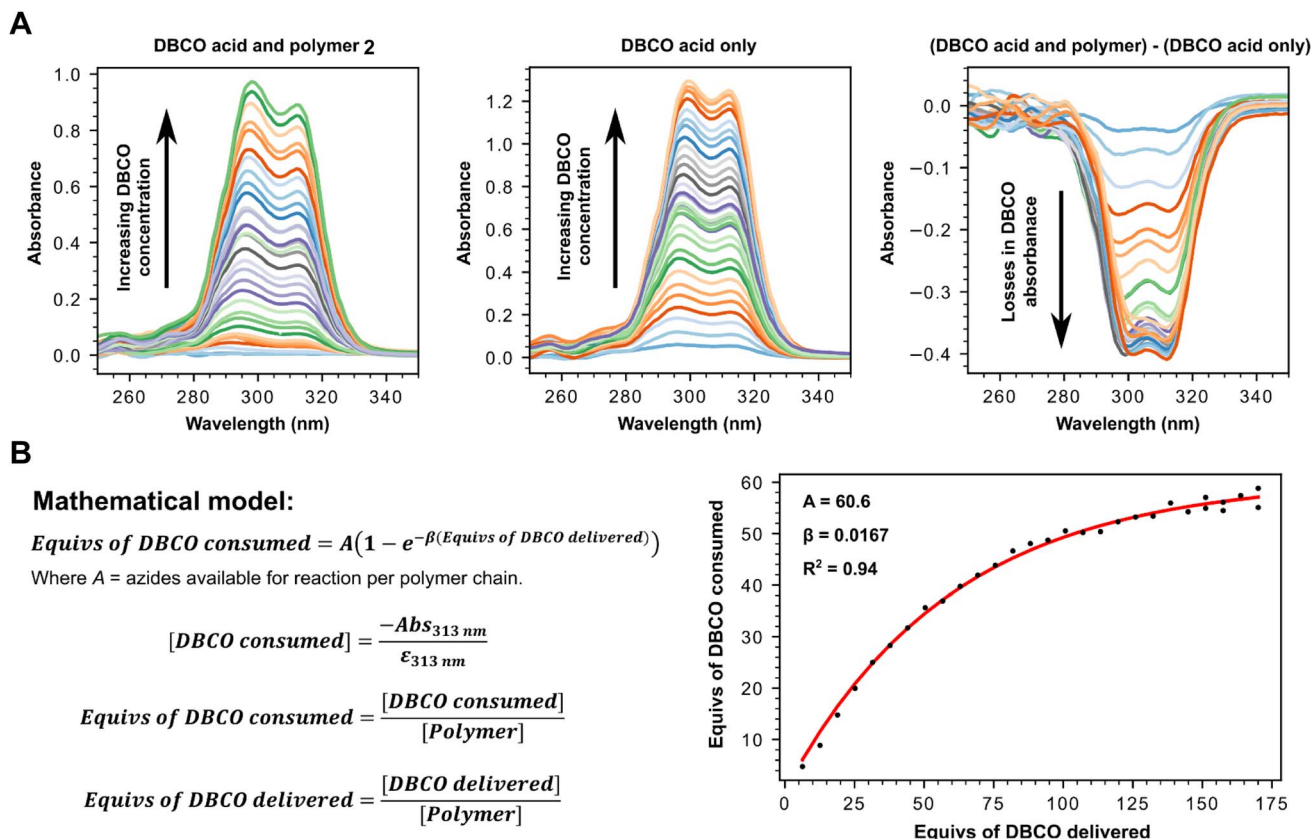 A
DBCO acid and polymer 2
DBCO acid only
(DBCO acid and polymer) - (DBCO acid only)
1.0
0.8
0.6
0.4
0.2
0.0
Absorbance
Increasing DBCO
concentration
260 280 300 320 340
Wavelength (nm)
1.2
1.0
0.8
0.6
0.4
0.2
0.0
Absorbance
Increasing DBCO
concentration
260 280 300 320 340
Wavelength (nm)
0.0
−0.1
−0.2
−0.3
−0.4
Absorbance
Losses in DBCO
absorbance
260 280 300 320 340
Wavelength (nm)
B
Mathematical model:
Equivs of DBCO consumed = A(1 − e^−β(Equivs of DBCO delivered))
Where A = azides available for reaction per polymer chain.
[DBCO consumed] = −Abs313 nm / ε313 nm
Equivs of DBCO consumed = [DBCO consumed] / [Polymer]
Equivs of DBCO delivered = [DBCO delivered] / [Polymer]
60
50
40
30
20
10
Equivs of DBCO consumed
A = 60.6
β = 0.0167
R² = 0.94
0 25 50 75 100 125 150 175
Equivs of DBCO delivered